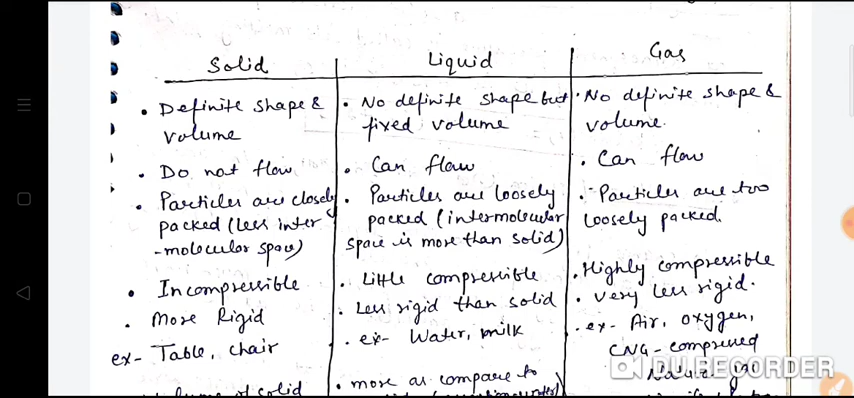 Solid
Definite shape &
volume
Do not flow
Particles are closely
packed (less inter
-molecular space)
Incompressible
More Rigid
ex- Table, chair
of solid
Liquid
No definite shape but
fixed volume
Can flow
Particles are loosely
packed (intermolecular
space is more than solid)
Little compressible
Less rigid than solid
ex- Water, milk
more as compare to
Gas
No definite shape &
volume.
Can flow
Particles are too
loosely packed.
Highly compressible
Very less rigid.
ex- Air, oxygen,
CNG- compressed
Natural gas
DU RECORDER